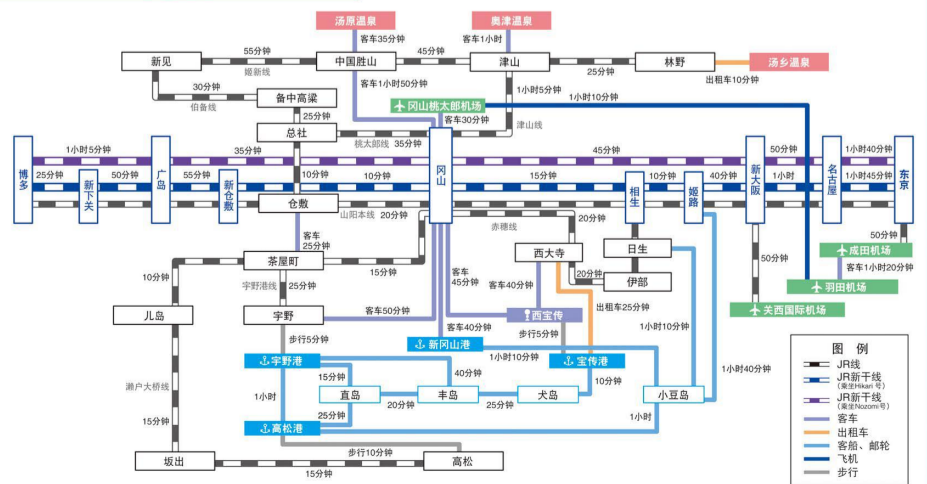 汤原温泉
奥津温泉
客车35分钟
客车1小时
55分钟
45分钟
新见
中国胜山
津山
林野
汤乡温泉
姬新线
25分钟
出租车10分钟
客车1小时50分钟
1小时5分钟
30分钟
备中高梁
冈山桃太郎机场
1小时10分钟
伯备线
25分钟
客车30分钟
总社
津山线
桃太郎线
35分钟
1小时5分钟
35分钟
45分钟
50分钟
1小时40分钟
博多
广岛
冈山
新大阪
名古屋
东京
25分钟
50分钟
55分钟
10分钟
10分钟
15分钟
10分钟
40分钟
1小时
1小时45分钟
新下关
新仓敷
相生
姬路
仓敷
山阳本线
20分钟
赤穗线
20分钟
客车
25分钟
50分钟
西大寺
日生
成田机场
茶屋町
15分钟
10分钟
客车
45分钟
20分钟
伊部
50分钟
客车1小时20分钟
宇野港线
25分钟
客车40分钟
出租车25分钟
羽田机场
儿岛
宇野
客车50分钟
西宝传
关西国际机场
步行5分钟
客车40分钟
步行5分钟
1小时10分钟
新冈山港
1小时10分钟
宇野港
宝传港
1小时40分钟
15分钟
40分钟
10分钟
濑户大桥线
1小时
直岛
丰岛
犬岛
小豆岛
20分钟
25分钟
25分钟
15分钟
高松港
1小时
步行10分钟
坂出
高松
15分钟
图 例
JR线
JR新干线
(乘坐Hikari 号)
JR新干线
(乘坐Nozomi 号)
客车
出租车
客船、邮轮
飞机
步行